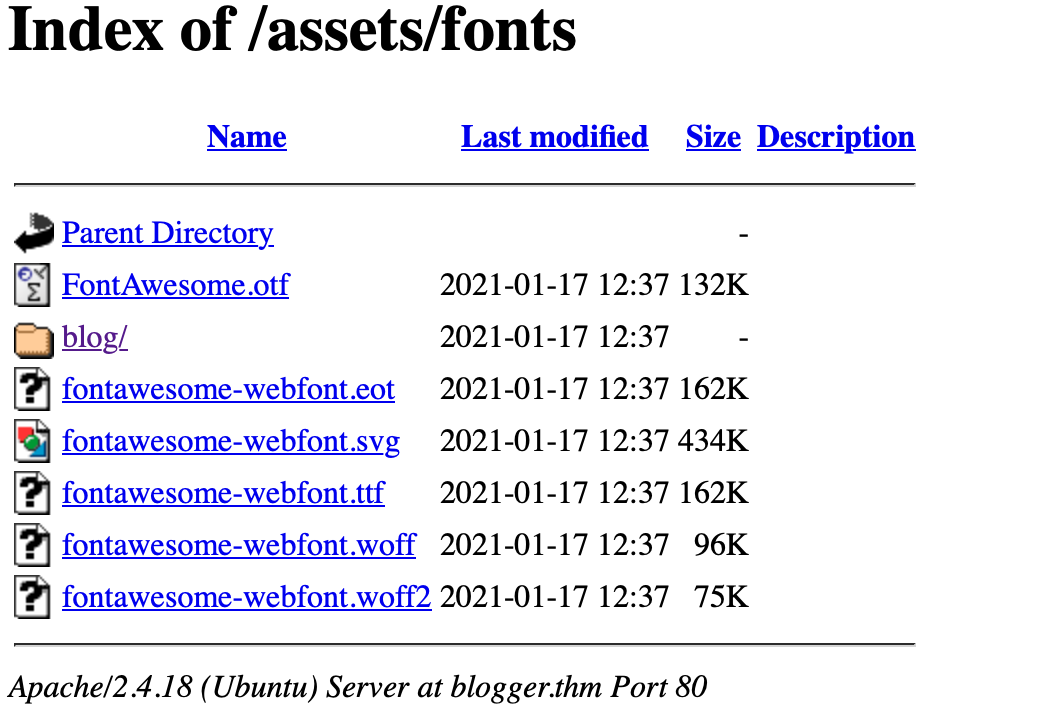 Index of /assets/fonts
Name Last modified Size Description
Parent Directory -
FontAwesome.otf 2021-01-17 12:37 132K
blog/ 2021-01-17 12:37 -
fontawesome-webfont.eot 2021-01-17 12:37 162K
fontawesome-webfont.svg 2021-01-17 12:37 434K
fontawesome-webfont.ttf 2021-01-17 12:37 162K
fontawesome-webfont.woff 2021-01-17 12:37 96K
fontawesome-webfont.woff2 2021-01-17 12:37 75K
Apache/2.4.18 (Ubuntu) Server at blogger.thm Port 80